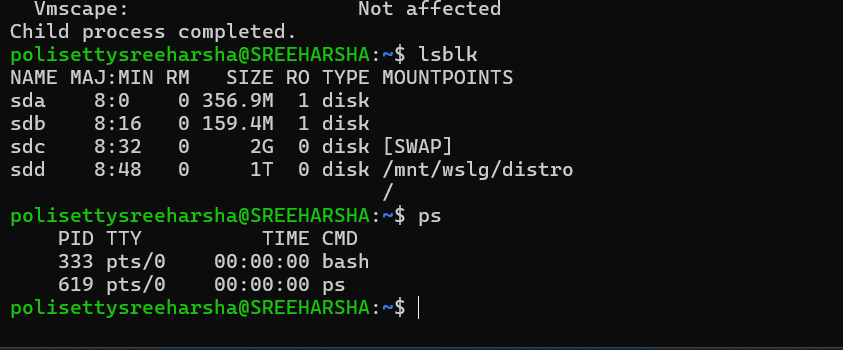 Vmscape:                   Not affected
Child process completed.
polisettysreeharsha@SREEHARSHA:~$ lsblk
NAME MAJ:MIN RM   SIZE RO TYPE MOUNTPOINTS
sda    8:0    0 356.9M  1 disk
sdb    8:16   0 159.4M  1 disk
sdc    8:32   0     2G  0 disk [SWAP]
sdd    8:48   0     1T  0 disk /mnt/wslg/distro
                               /
polisettysreeharsha@SREEHARSHA:~$ ps
    PID TTY          TIME CMD
    333 pts/0    00:00:00 bash
    619 pts/0    00:00:00 ps
polisettysreeharsha@SREEHARSHA:~$